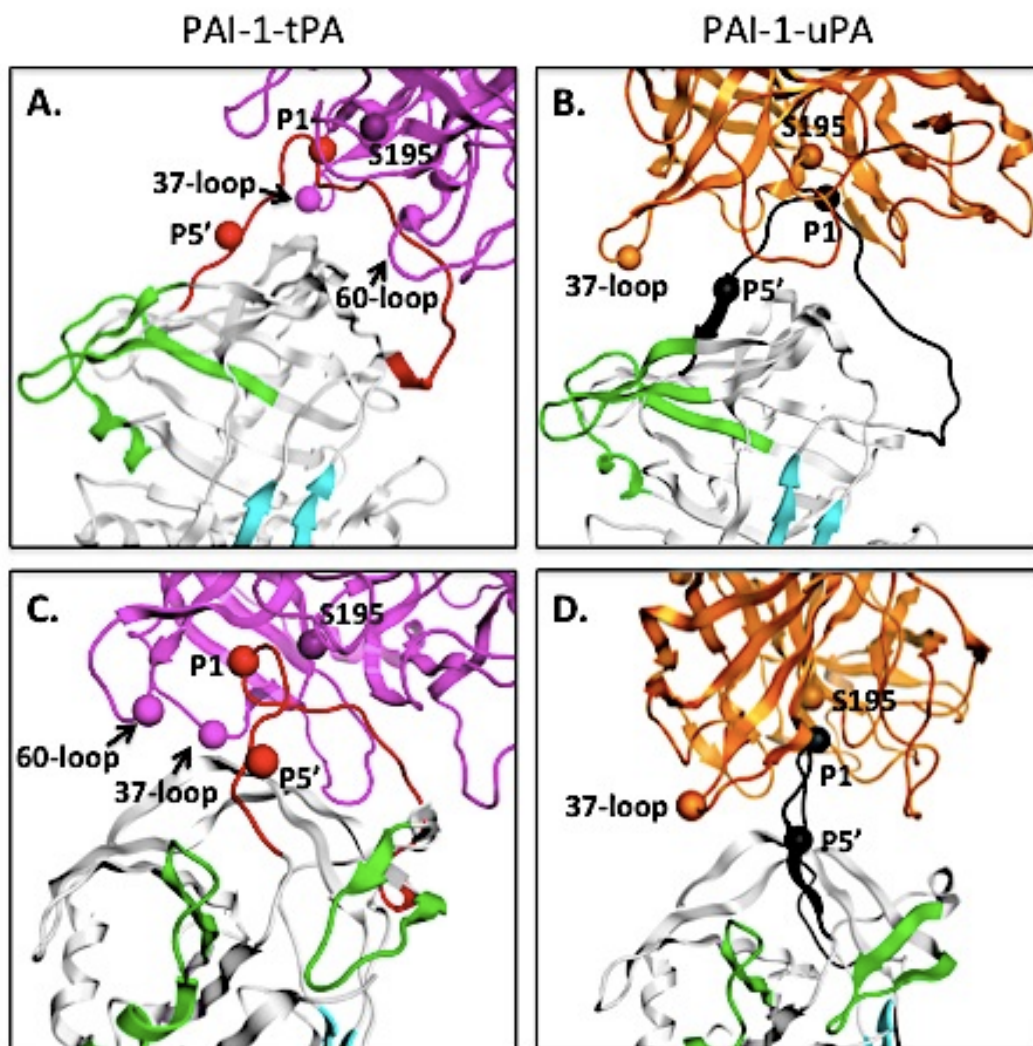 PAI-1-tPA
PAI-1-uPA
A.
P1
S195
37-loop
P5'
60-loop
B.
S195
P1
37-loop
P5'
C.
S195
P1
60-loop
37-loop
P5'
D.
S195
P1
37-loop
P5'